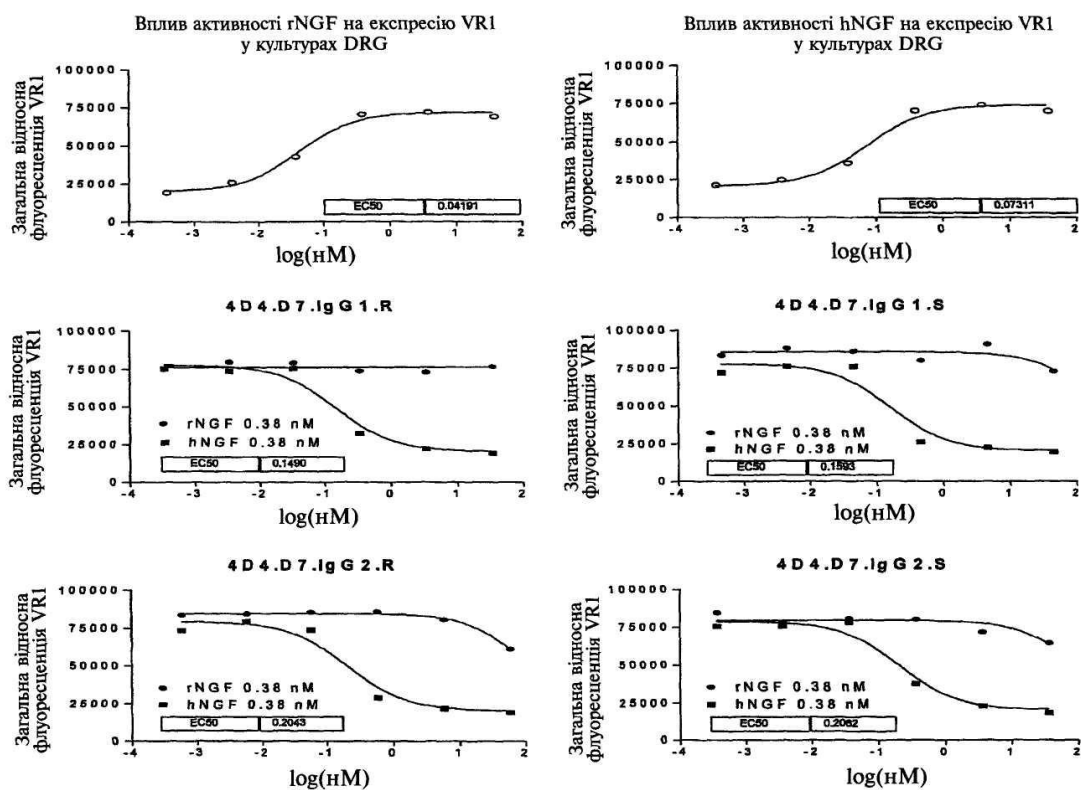 Вплив активності rNGF на експресію VR1
у культурах DRG
Загальна відносна
флуоресценція VR1
100000
75000
50000
25000
0
EC50 0.04191
-4 -3 -2 -1 0 1 2
log(нМ)
Вплив активності hNGF на експресію VR1
у культурах DRG
Загальна відносна
флуоресценція VR1
100000
75000
50000
25000
0
EC50 0,07311
-4 -3 -2 -1 0 1 2
log(нМ)
4D4.D7.IgG1.R
Загальна відносна
флуоресценція VR1
100000
75000
50000
25000
0
rNGF 0.38 nM
hNGF 0.38 nM
EC50 0.1490
-4 -3 -2 -1 0 1 2
log(нМ)
4D4.D7.IgG1.S
Загальна відносна
флуоресценція VR1
100000
75000
50000
25000
0
rNGF 0.38 nM
hNGF 0.38 nM
EC50 0.1593
-4 -3 -2 -1 0 1 2
log(нМ)
4D4.D7.IgG2.R
Загальна відносна
флуоресценція VR1
100000
75000
50000
25000
0
rNGF 0.38 nM
hNGF 0.38 nM
EC50 0.2043
-4 -3 -2 -1 0 1 2
log(нМ)
4D4.D7.IgG2.S
Загальна відносна
флуоресценція VR1
100000
75000
50000
25000
0
rNGF 0.38 nM
hNGF 0.38 nM
EC50 0.2062
-4 -3 -2 -1 0 1 2
log(нМ)